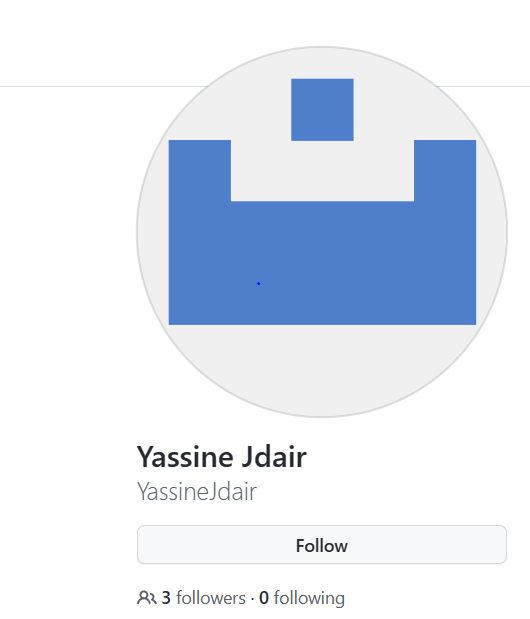 Yassine Jdair
YassineJdair
Follow
3 followers · 0 following